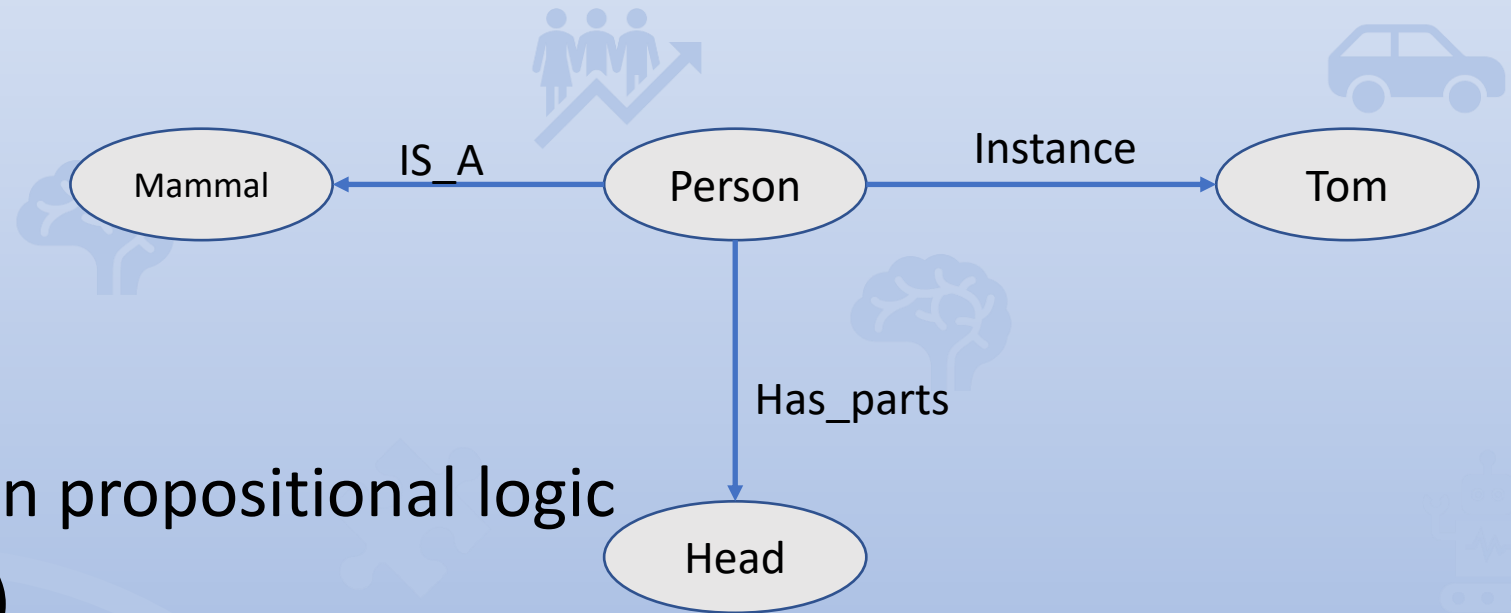 IS_A
Instance
Mammal
Person
Tom
Has_parts
n propositional logic
Head
)